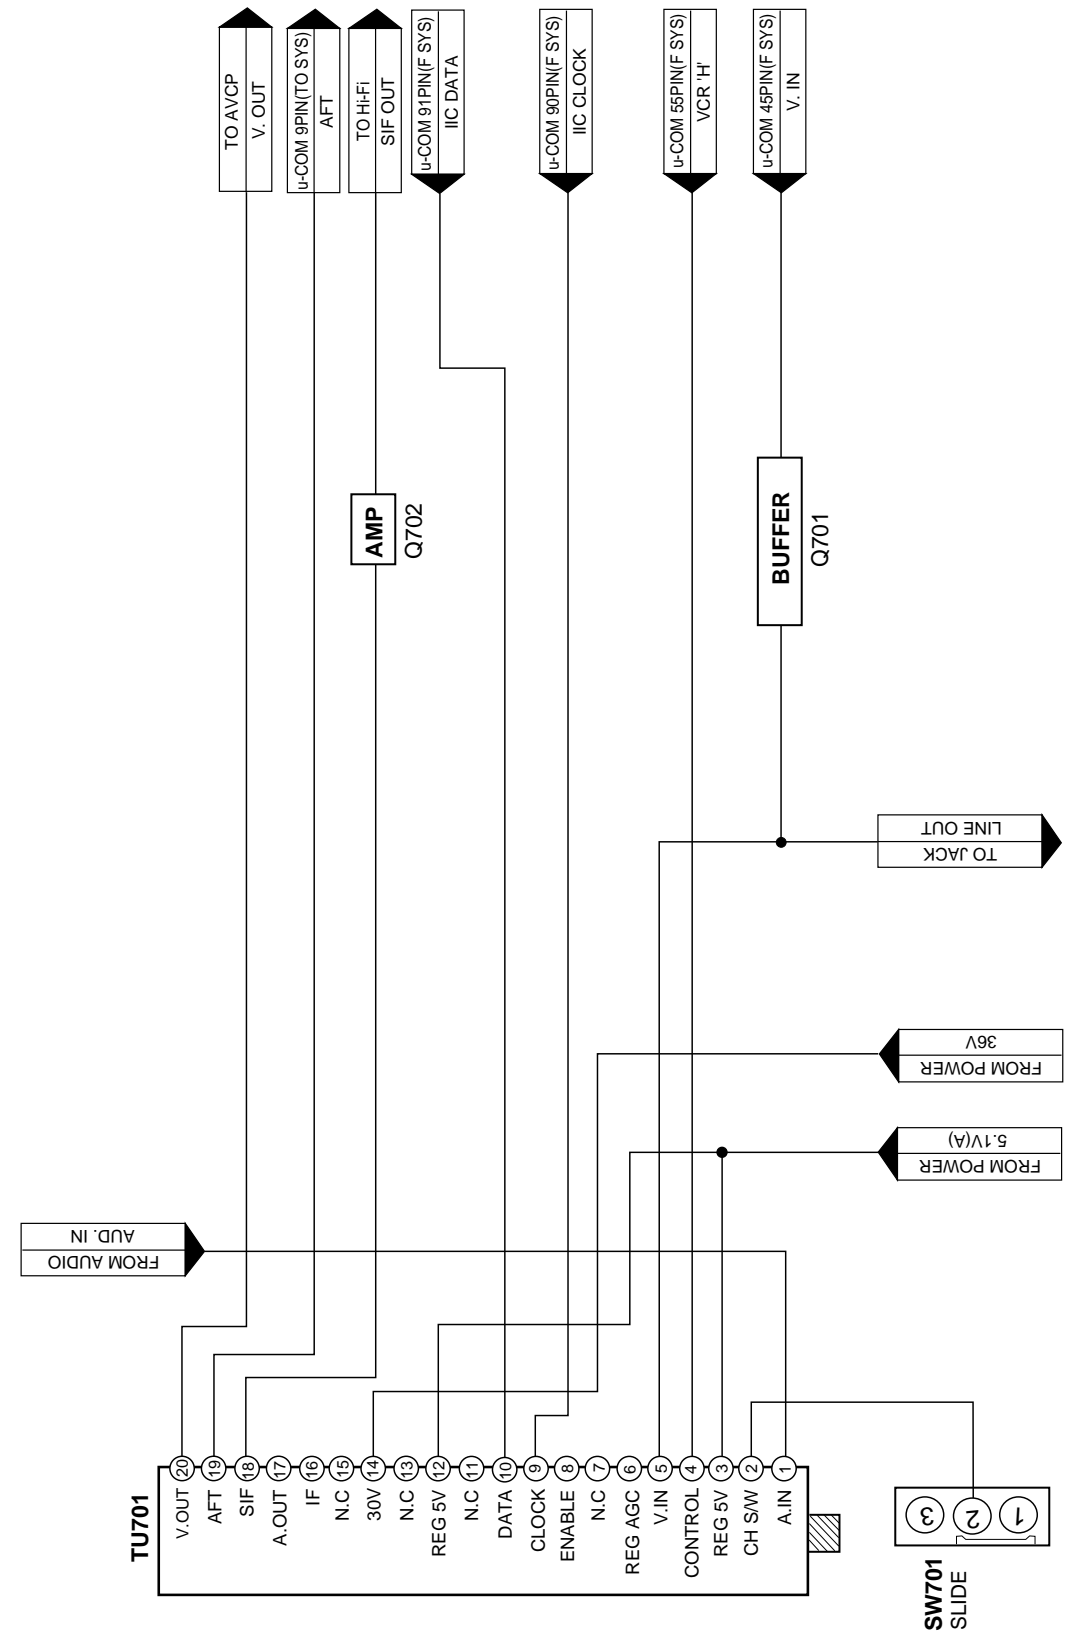 TO AVCP
V. OUT
u-COM 9PIN(TO SYS)
AFT
TO Hi-Fi
SIF OUT
u-COM 91PIN(F SYS)
IIC DATA
u-COM 90PIN(F SYS)
IIC CLOCK
u-COM 55PIN(F SYS)
VCR 'H'
u-COM 45PIN(F SYS)
V. IN
AMP
Q702
BUFFER
Q701
LINE OUT
TO JACK
36V
FROM POWER
5.1V(A)
FROM POWER
AUD. IN
FROM AUDIO
TU701
V.OUT 20
AFT 19
SIF 18
A.OUT 17
IF 16
N.C 15
30V 14
N.C 13
REG 5V 12
N.C 11
DATA 10
CLOCK 9
ENABLE 8
N.C 7
REG AGC 6
V.IN 5
CONTROL 4
REG 5V 3
CH S/W 2
A.IN 1
3
2
1
SW701
SLIDE